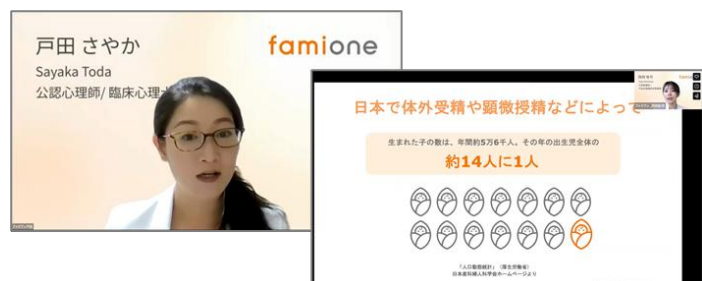 戸田 さやか
famione
Sayaka Toda
公認心理師/ 臨床心理
日本で体外受精や顕微授精などによって
生まれた子の数は、年間約5万6千人。その年の出生児全体の
約14人に1人
「人口動態統計」（厚生労働省）
日本産科婦人科学会ホームページより